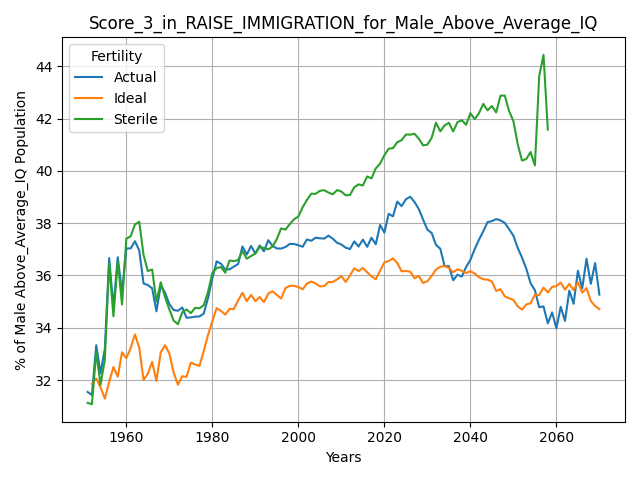 Score_3_in_RAISE_IMMIGRATION_for_Male_Above_Average_IQ
Fertility
Actual
Ideal
Sterile
% of Male Above_Average_IQ Population
44
42
40
38
36
34
32
1960
1980
2000
2020
2040
2060
Years